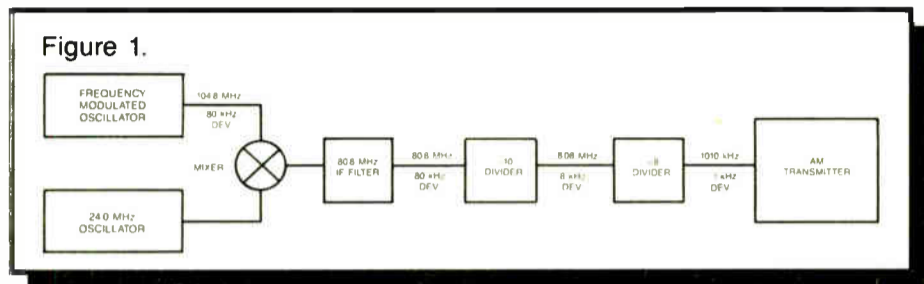 Figure 1.
FREQUENCY
MODULATED
OSCILLATOR
104.8 MHz
80 kHz
DEV
MIXER
24.0 MHz
OSCILLATOR
80.8 MHz
IF FILTER
80.8 MHz
80 kHz
DEV
÷10
DIVIDER
8.08 MHz
8 kHz
DEV
÷8
DIVIDER
1010 kHz
1 kHz
DEV
AM
TRANSMITTER